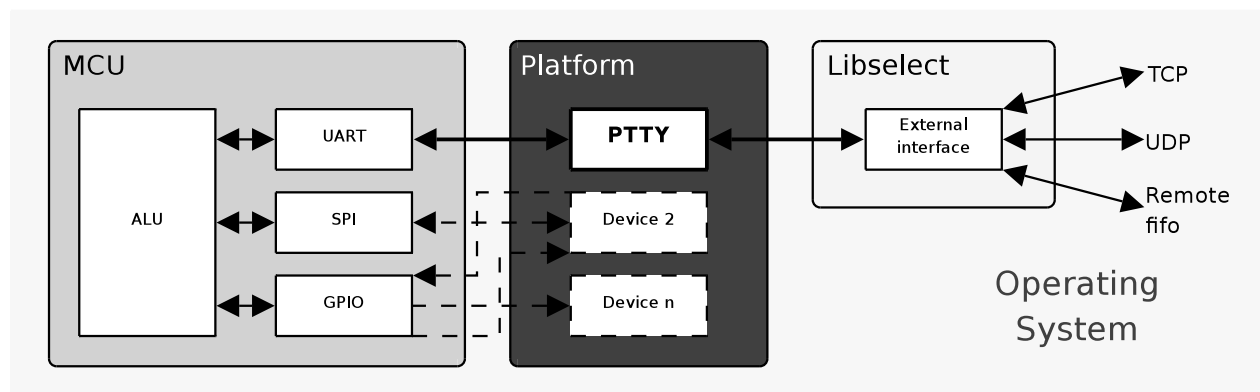 MCU
ALU
UART
SPI
GPIO
Platform
PTTY
Device 2
Device n
Libselect
External
interface
TCP
UDP
Remote
fifo
Operating
System